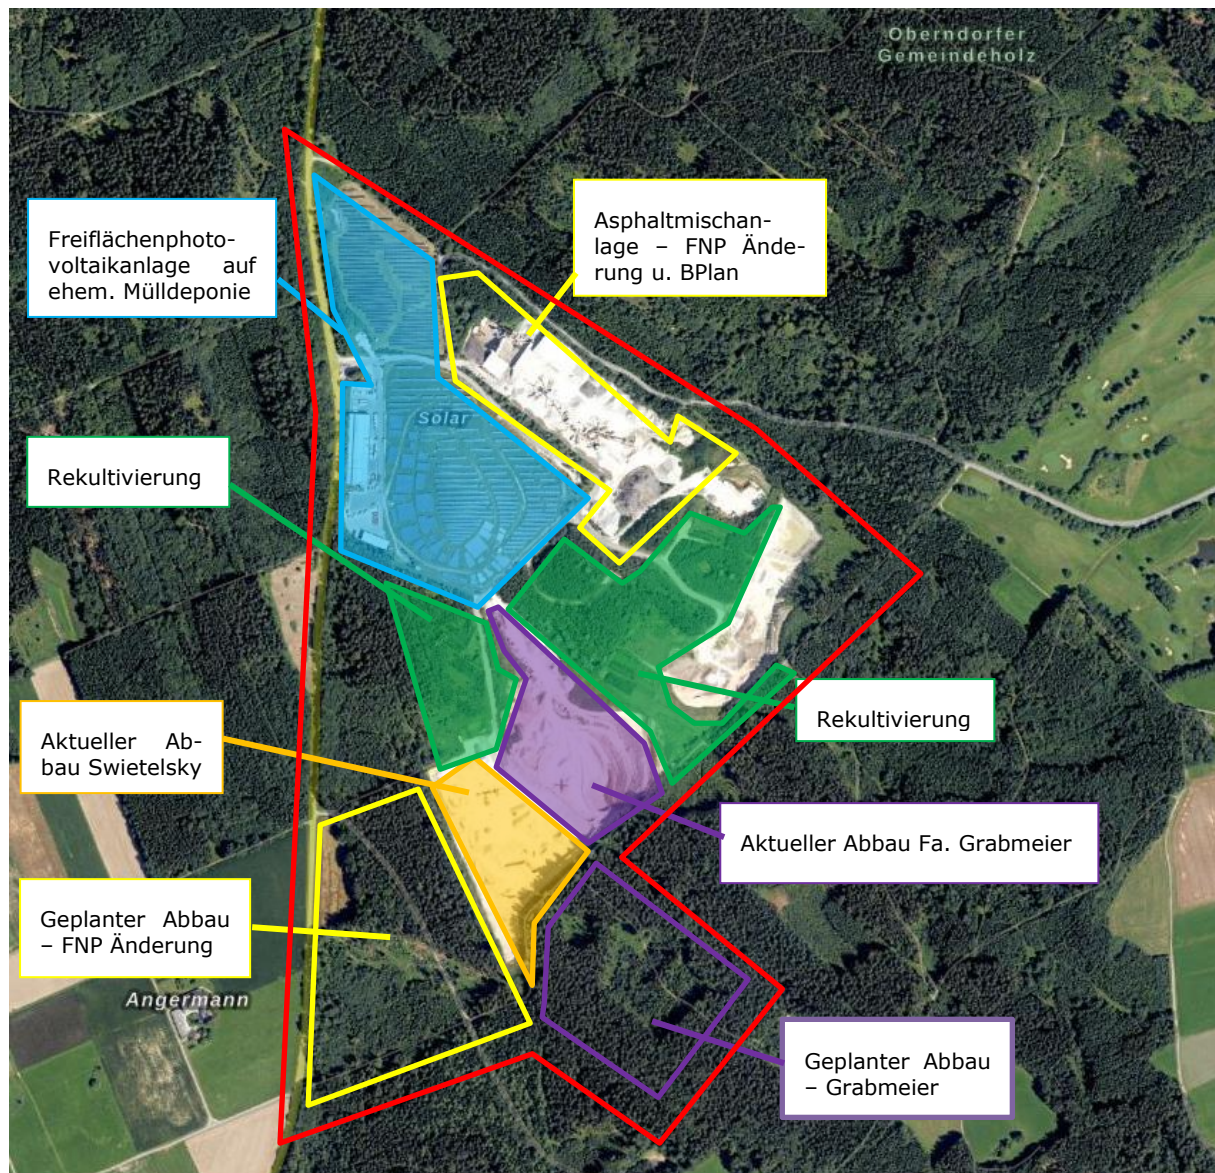 Oberndorfer
Gemeindeholz
Freiflächenphoto-
voltaikanlage auf
ehem. Mülldeponie
Asphaltmischan-
lage – FNP Ände-
rung u. BPlan
Solar
Rekultivierung
Rekultivierung
Aktueller Ab-
bau Swietelsky
Aktueller Abbau Fa. Grabmeier
Geplanter Abbau
– FNP Änderung
Angermann
Geplanter Abbau
– Grabmeier